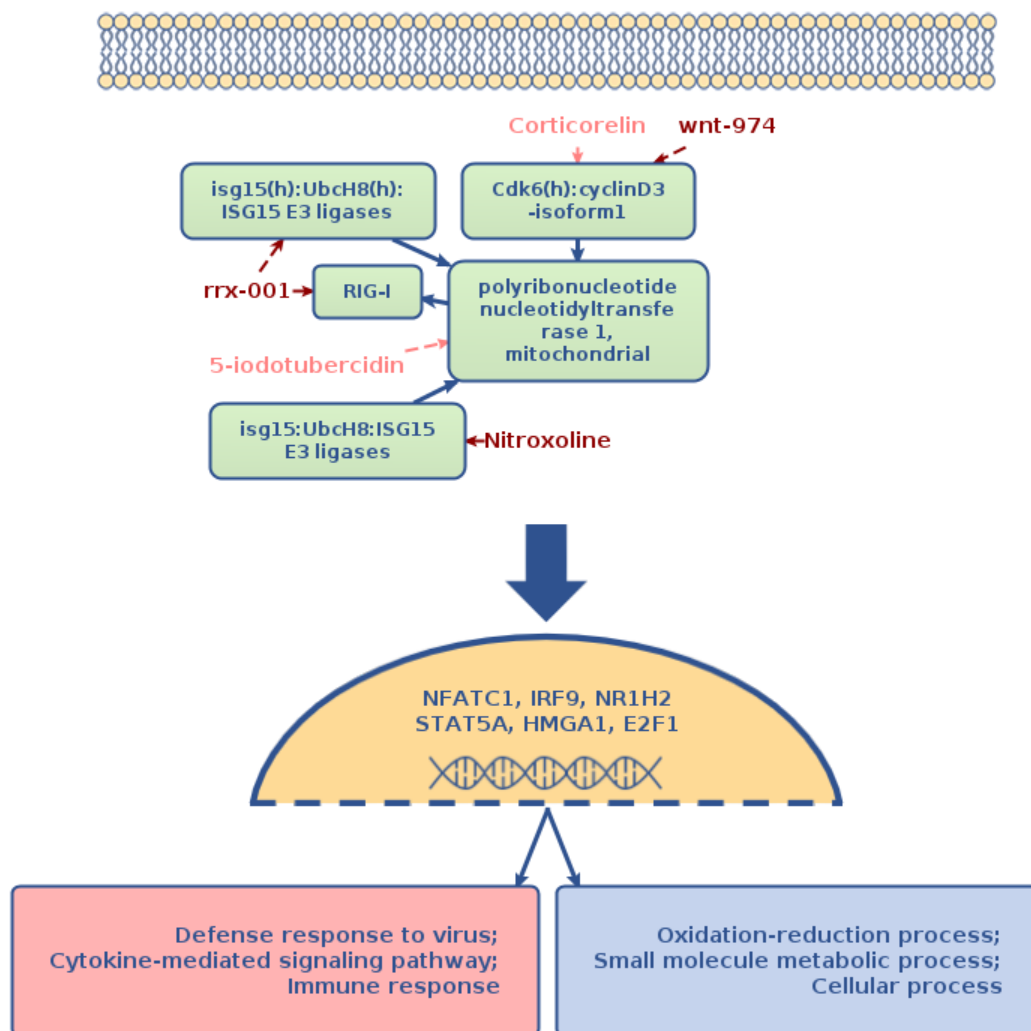 Corticorelin
wnt-974
isg15(h):UbcH8(h):
ISG15 E3 ligases
Cdk6(h):cyclinD3
-isoform1
rrx-001
RIG-I
polyribonucleotide
nucleotidyltransfe
rase 1,
mitochondrial
5-iodotubercidin
isg15:UbcH8:ISG15
E3 ligases
Nitroxoline
NFATC1, IRF9, NR1H2
STAT5A, HMGA1, E2F1
Defense response to virus;
Cytokine-mediated signaling pathway;
Immune response
Oxidation-reduction process;
Small molecule metabolic process;
Cellular process